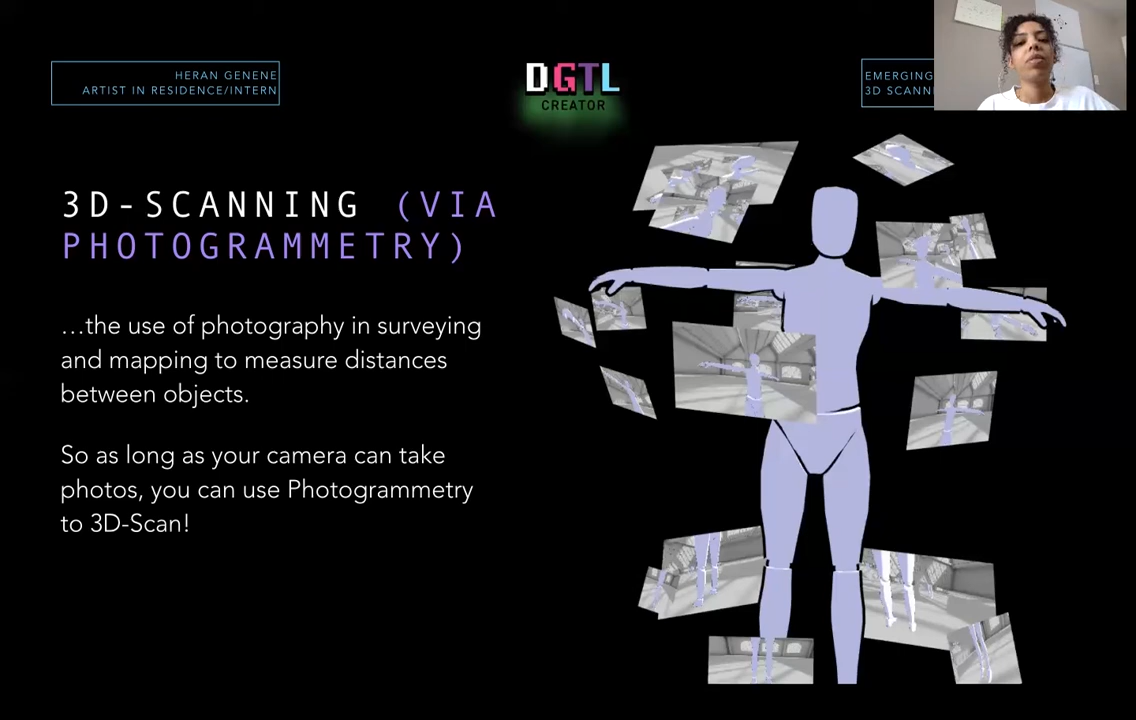 HERAN GENENE
ARTIST IN RESIDENCE/INTERN
DGTL
CREATOR
EMERGING
3D
3D-SCANNING (VIA
PHOTOGRAMMETRY)
...the use of photography in surveying
and mapping to measure distances
between objects.
So as long as your camera can take
photos, you can use Photogrammetry
to 3D-Scan!